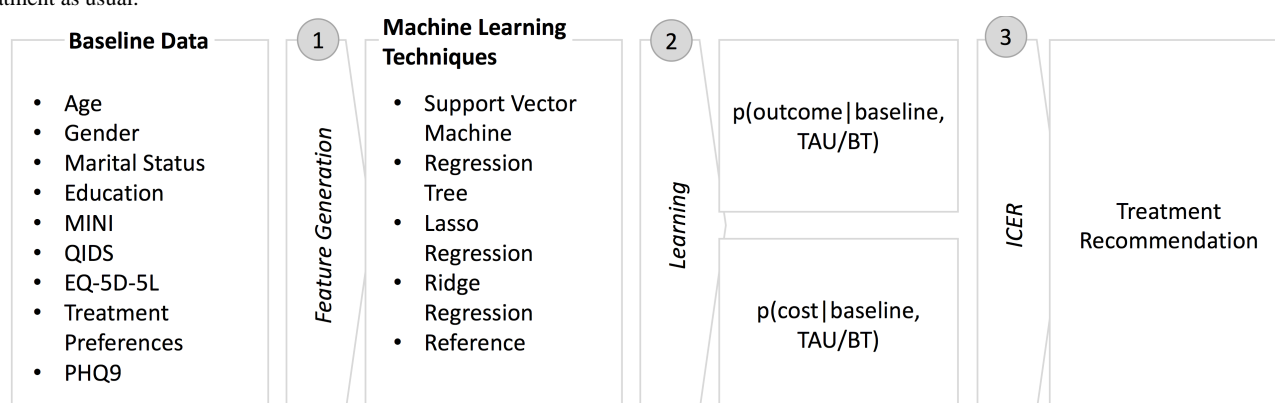 atment as usual.
Baseline Data
• Age
• Gender
• Marital Status
• Education
• MINI
• QIDS
• EQ-5D-5L
• Treatment
Preferences
• PHQ9
1
Feature Generation
Machine Learning
Techniques
• Support Vector
Machine
• Regression
Tree
• Lasso
Regression
• Ridge
Regression
• Reference
2
Learning
p(outcome|baseline,
TAU/BT)
p(cost|baseline,
TAU/BT)
3
ICER
Treatment
Recommendation